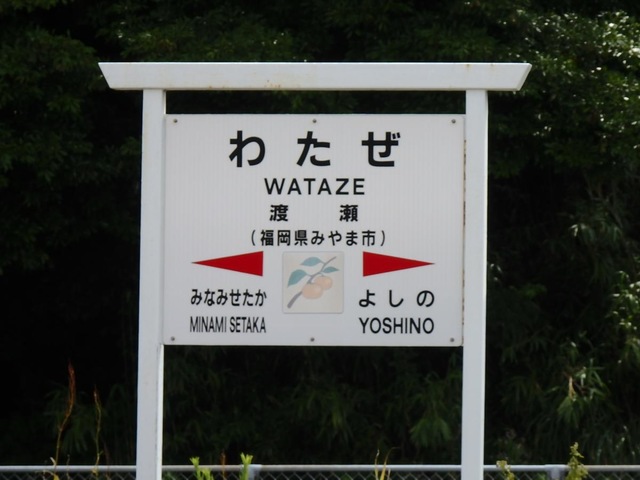 わたぜ
WATAZE
渡瀬
(福岡県みやま市)
みなみせたか よしの
MINAMI SETAKA YOSHINO